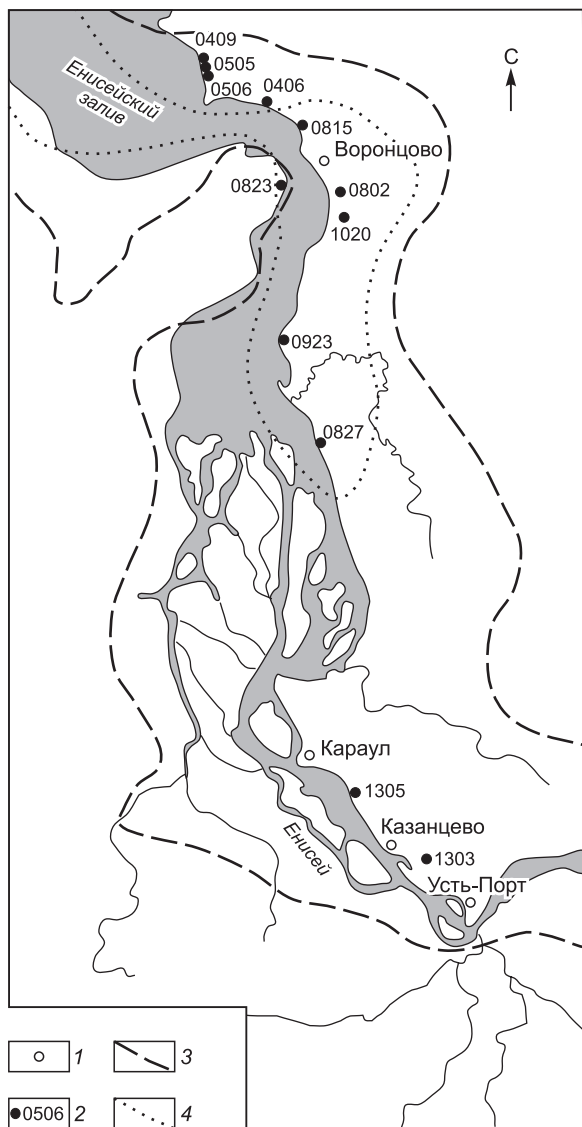 0409
С
0505
0506
0406
Енисейский
залив
0815
Воронцово
0823
0802
1020
0923
0827
Караул
1305
Казанцево
Енисей
1303
Усть-Порт
1
3
0506
2
4